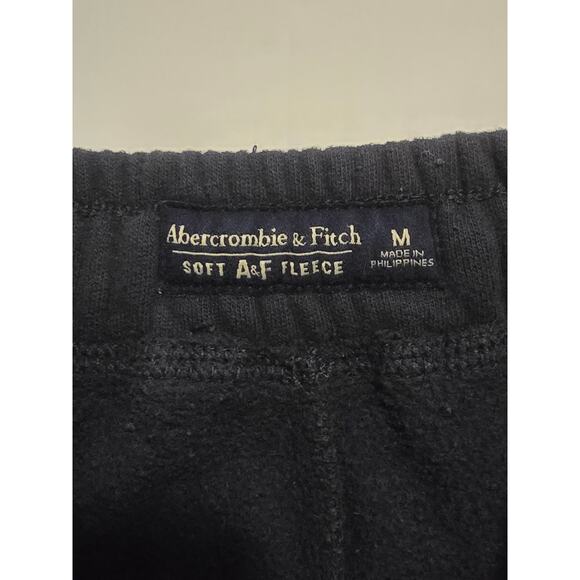 Abercrombie & Fitch
SOFT A&F FLEECE
M
MADE IN
PHILIPPINES